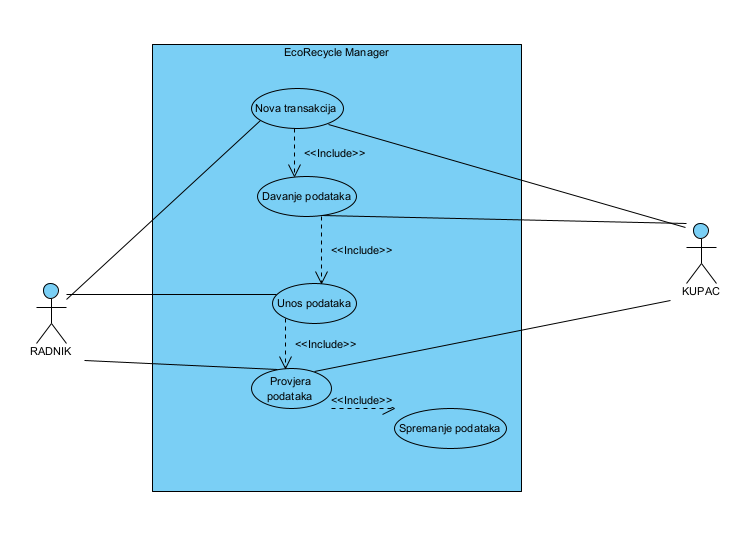 EcoRecycle Manager
Nova transakcija
<<Include>>
Davanje podataka
<<Include>>
KUPAC
Unos podataka
<<Include>>
RADNIK
Provjera
podataka
<<Include>>
Spremanje podataka